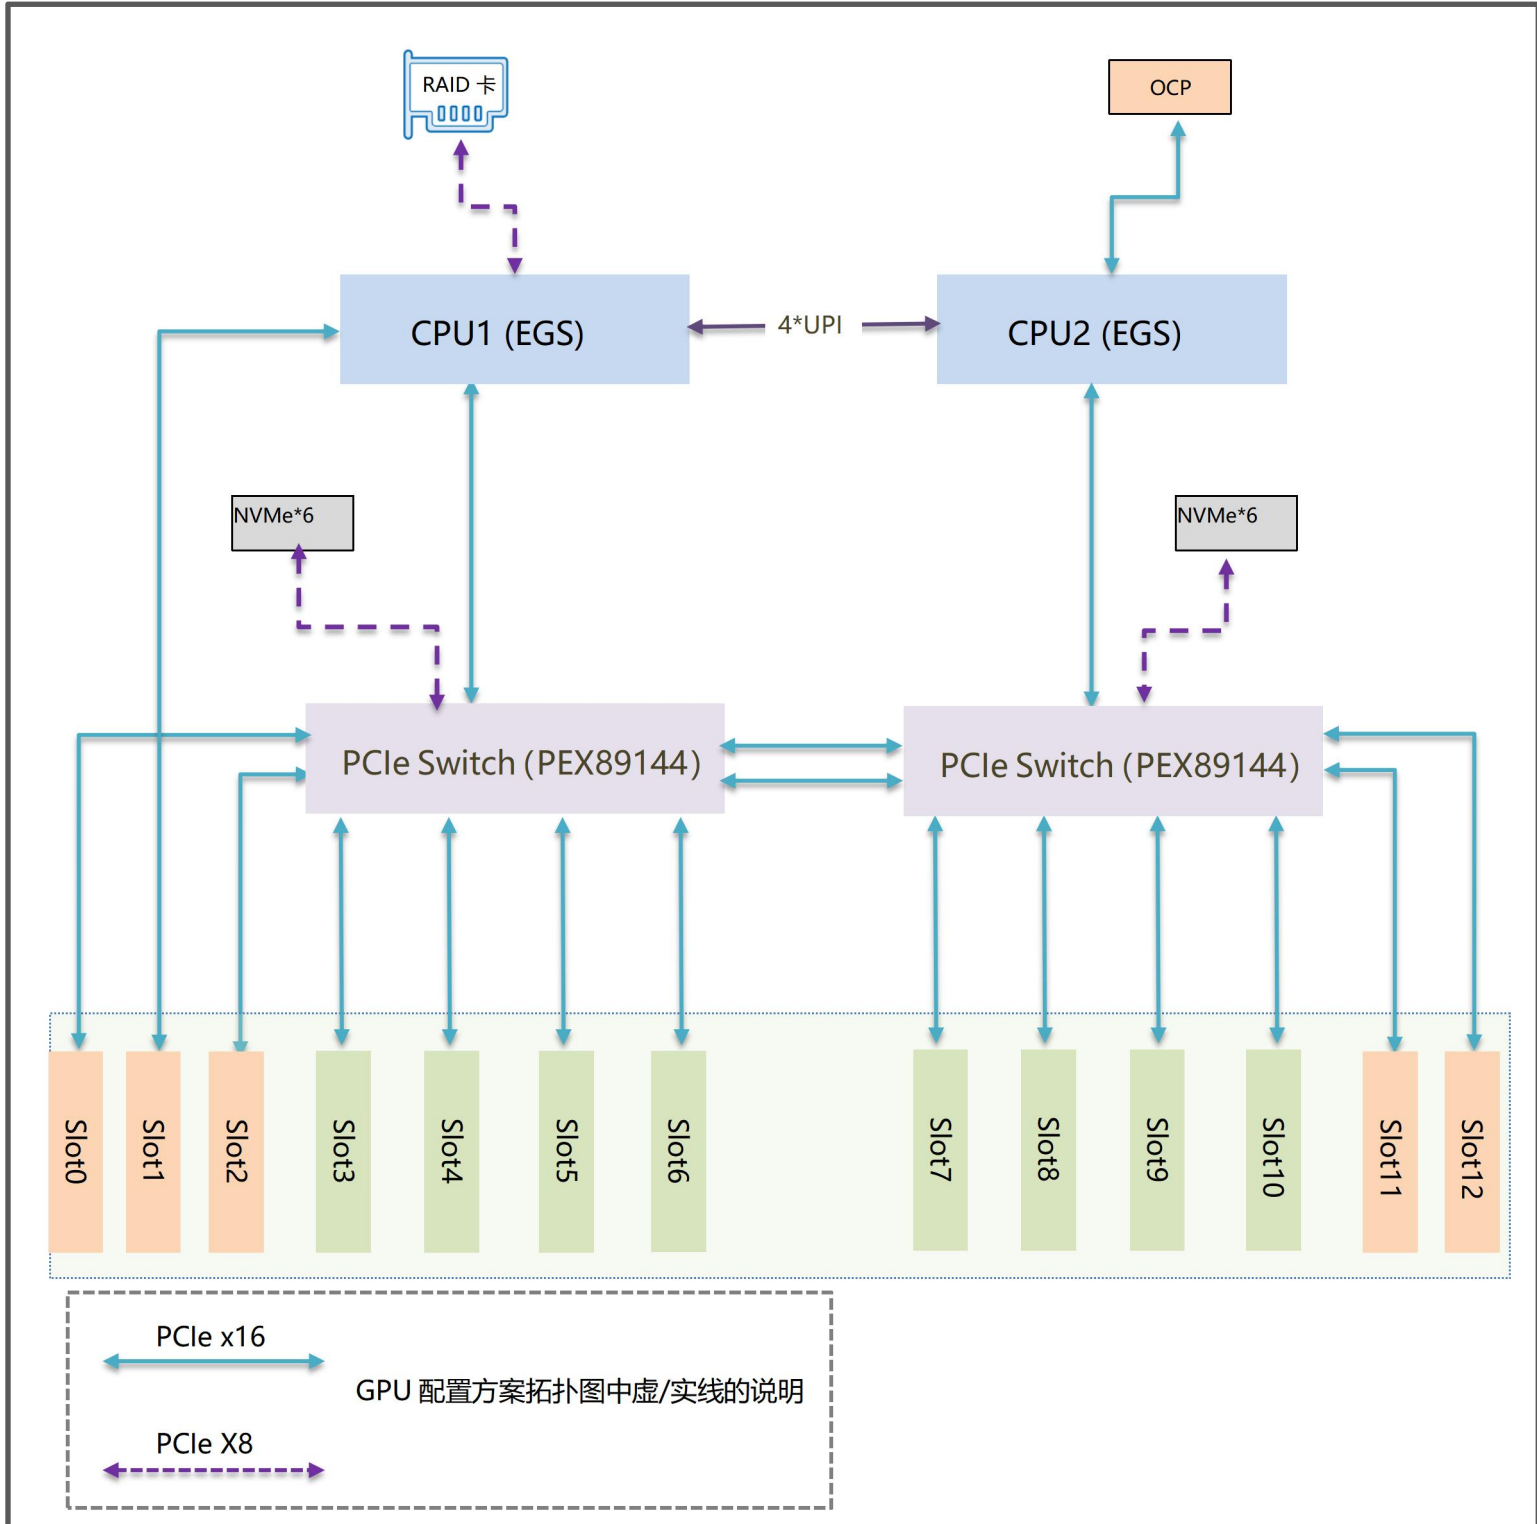 RAID 卡
OCP
CPU1 (EGS)
4*UPI
CPU2 (EGS)
NVMe*6
NVMe*6
PCIe Switch (PEX89144)
PCIe Switch (PEX89144)
Slot0
Slot1
Slot2
Slot3
Slot4
Slot5
Slot6
Slot7
Slot8
Slot9
Slot10
Slot11
Slot12
PCIe x16
GPU 配置方案拓扑图中虚/实线的说明
PCIe X8